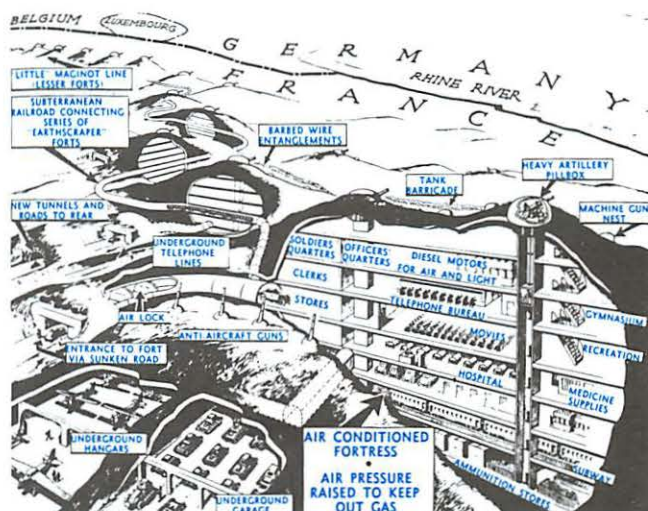 BELGIUM
LUXEMBOURG
GERMANY
RHINE RIVER
FRANCE
"LITTLE" MAGINOT LINE
(LESSER FORTS)
SUBTERRANEAN
RAILROAD CONNECTING
SERIES OF
"EARTHSCRAPER"
FORTS
BARBED WIRE
ENTANGLEMENTS
TANK
BARRICADE
HEAVY ARTILLERY
PILLBOX
MACHINE GUN
NEST
NEW TUNNELS AND
ROADS TO REAR
UNDERGROUND
TELEPHONE
LINES
SOLDIERS
QUARTERS
OFFICERS'
QUARTERS
DIESEL MOTORS
FOR AIR AND LIGHT
CLERKS
STORES
TELEPHONE BUREAU
MOVIES
GYMNASIUM
RECREATION
AIR LOCK
ANTI-AIRCRAFT GUNS
ENTRANCE TO FORT
VIA SUNKEN ROAD
HOSPITAL
MEDICINE
SUPPLIES
UNDERGROUND
HANGARS
AIR CONDITIONED
FORTRESS
•
AIR PRESSURE
RAISED TO KEEP
OUT GAS
SUBWAY
AMMUNITION STORES
UNDERGROUND
GARAGE